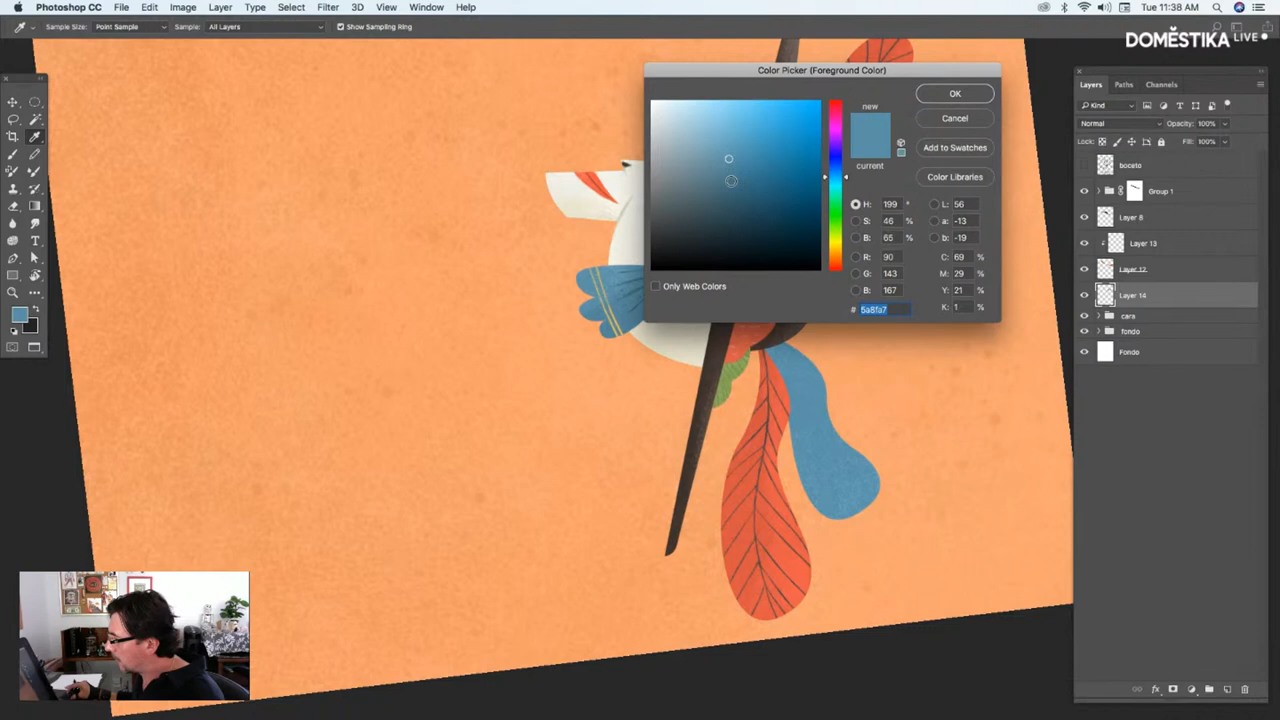 Photoshop CC File Edit Image Layer Type Select Filter 3D View Window Help Tue 11:38 AM
Sample Size: Point Sample Sample: All Layers Show Sampling Ring
DOMĚSTIKA LIVE
Color Picker (Foreground Color)
new
current
OK
Cancel
Add to Swatches
Color Libraries
H: 199 ° L: 56
S: 46 % a: -13
B: 65 % b: -19
R: 90 C: 69 %
G: 143 M: 29 %
B: 167 Y: 21 %
# 5a8fa7 K: 1 %
Only Web Colors
Layers Paths Channels
Kind
Normal Opacity: 100%
Lock: Fill: 100%
boceto
Group 1
Layer 8
Layer 13
Layer 12
Layer 14
cara
fondo
Fondo